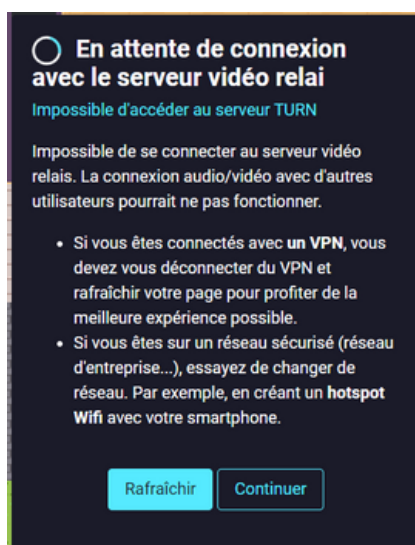 En attente de connexion
avec le serveur vidéo relai
Impossible d'accéder au serveur TURN
Impossible de se connecter au serveur vidéo
relais. La connexion audio/vidéo avec d'autres
utilisateurs pourrait ne pas fonctionner.
• Si vous êtes connectés avec un VPN, vous
devez vous déconnecter du VPN et
rafraîchir votre page pour profiter de la
meilleure expérience possible.
• Si vous êtes sur un réseau sécurisé (réseau
d'entreprise...), essayez de changer de
réseau. Par exemple, en créant un hotspot
Wifi avec votre smartphone.
Rafraîchir Continuer